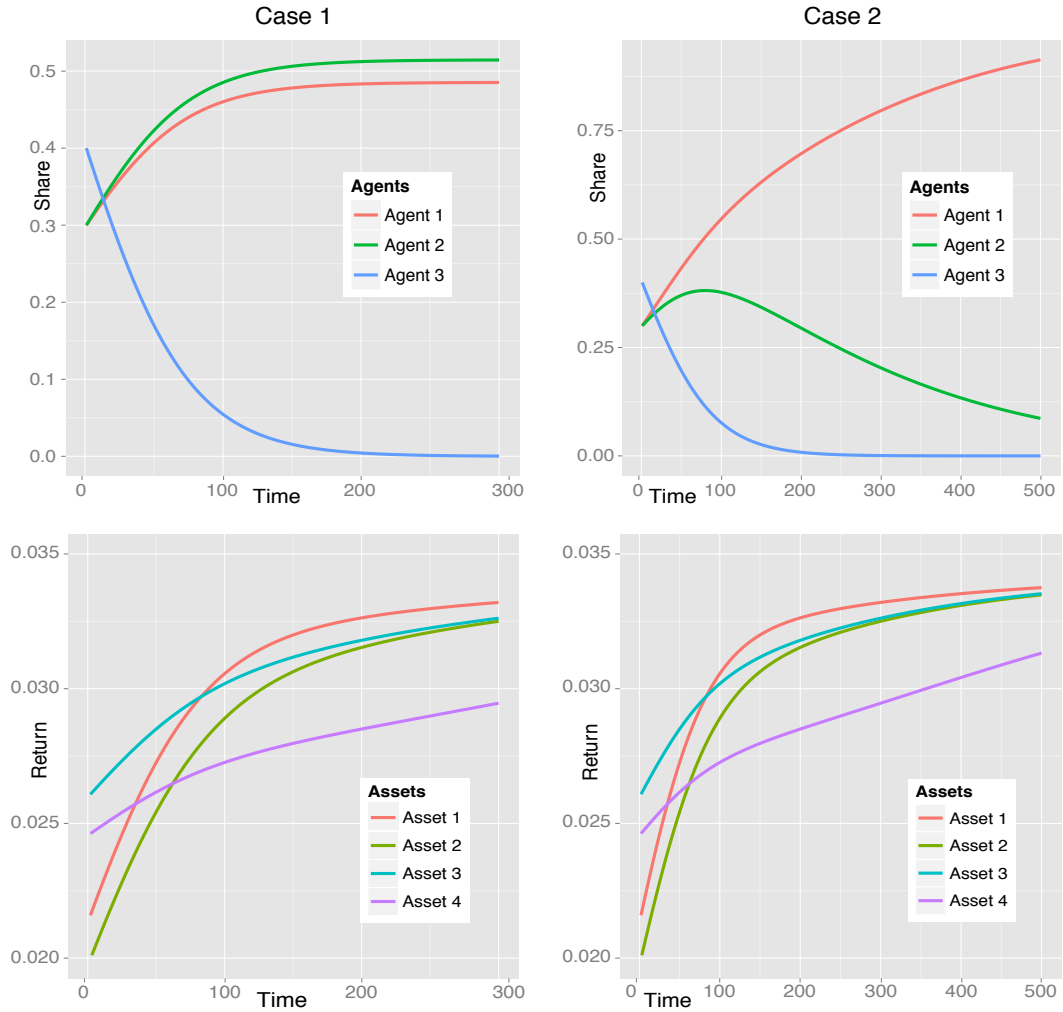 Case 1
Case 2
0.5
0.4
0.3
0.2
0.1
0.0
Share
Agents
Agent 1
Agent 2
Agent 3
0
100
200
300
Time
0.75
0.50
0.25
0.00
Share
Agents
Agent 1
Agent 2
Agent 3
0
100
200
300
400
500
Time
0.035
0.030
0.025
0.020
Return
Assets
Asset 1
Asset 2
Asset 3
Asset 4
0
100
200
300
Time
0.035
0.030
0.025
0.020
Return
Assets
Asset 1
Asset 2
Asset 3
Asset 4
0
100
200
300
400
500
Time